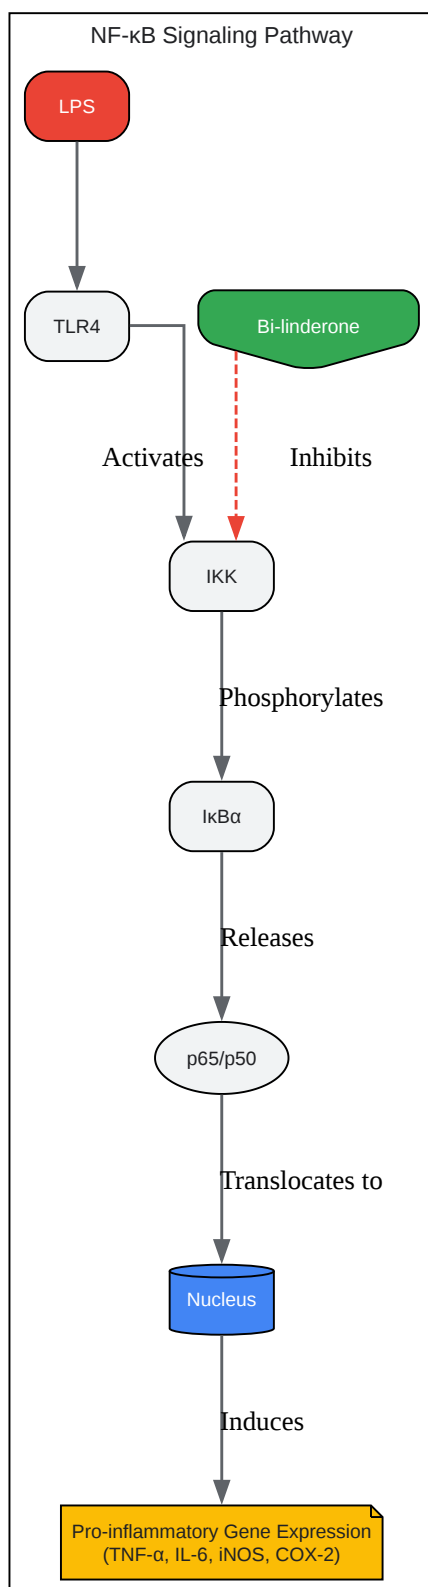 NF-κB Signaling Pathway
LPS
TLR4
Bi-linderone
Activates
Inhibits
IKK
Phosphorylates
IκBα
Releases
p65/p50
Translocates to
Nucleus
Induces
Pro-inflammatory Gene Expression
(TNF-α, IL-6, iNOS, COX-2)